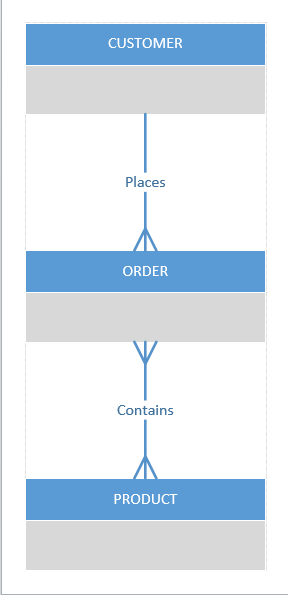 CUSTOMER
Places
ORDER
Contains
PRODUCT